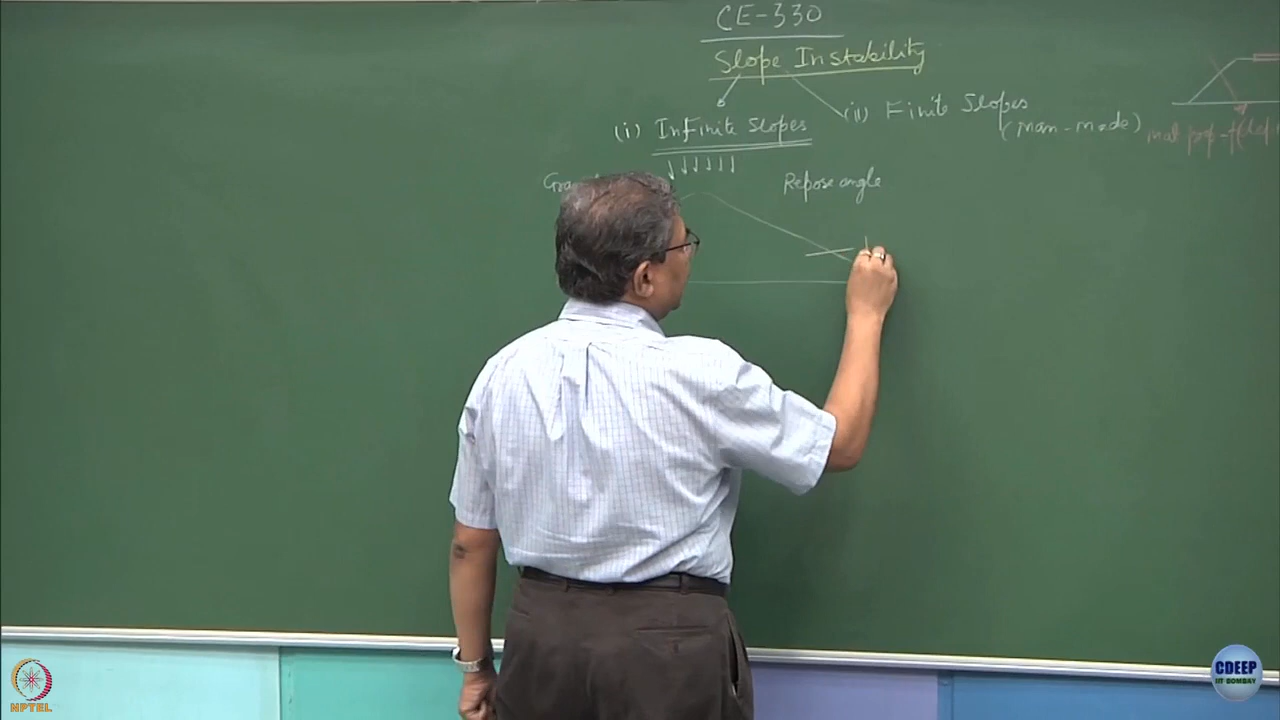 CE-330
Slope Instability
(i) Infinite Slopes
(ii) Finite Slopes
(man-made)
Repose angle
NPTEL
CDEEP
IIT BOMBAY